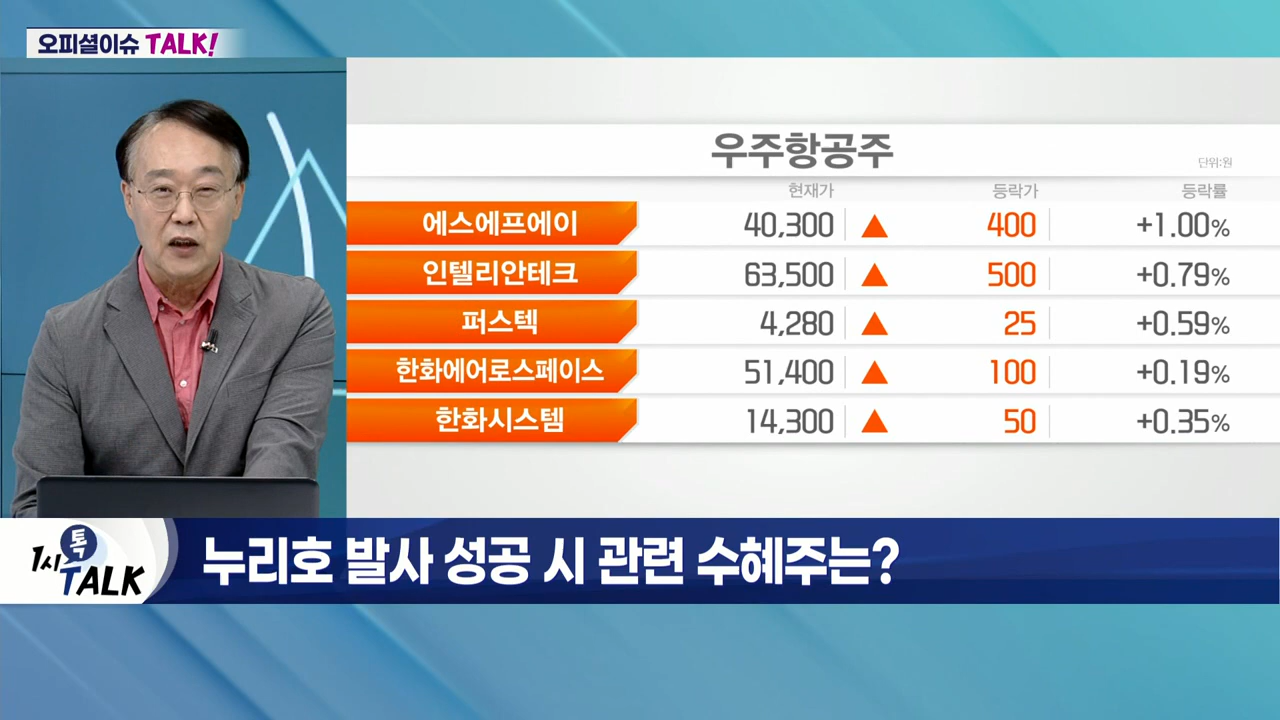 오피셜이슈 TALK!
우주항공주
단위:원
현재가 등락가 등락률
에스에프에이 40,300 ▲ 400 +1.00%
인텔리안테크 63,500 ▲ 500 +0.79%
퍼스텍 4,280 ▲ 25 +0.59%
한화에어로스페이스 51,400 ▲ 100 +0.19%
한화시스템 14,300 ▲ 50 +0.35%
1시 톡 TALK
누리호 발사 성공 시 관련 수혜주는?